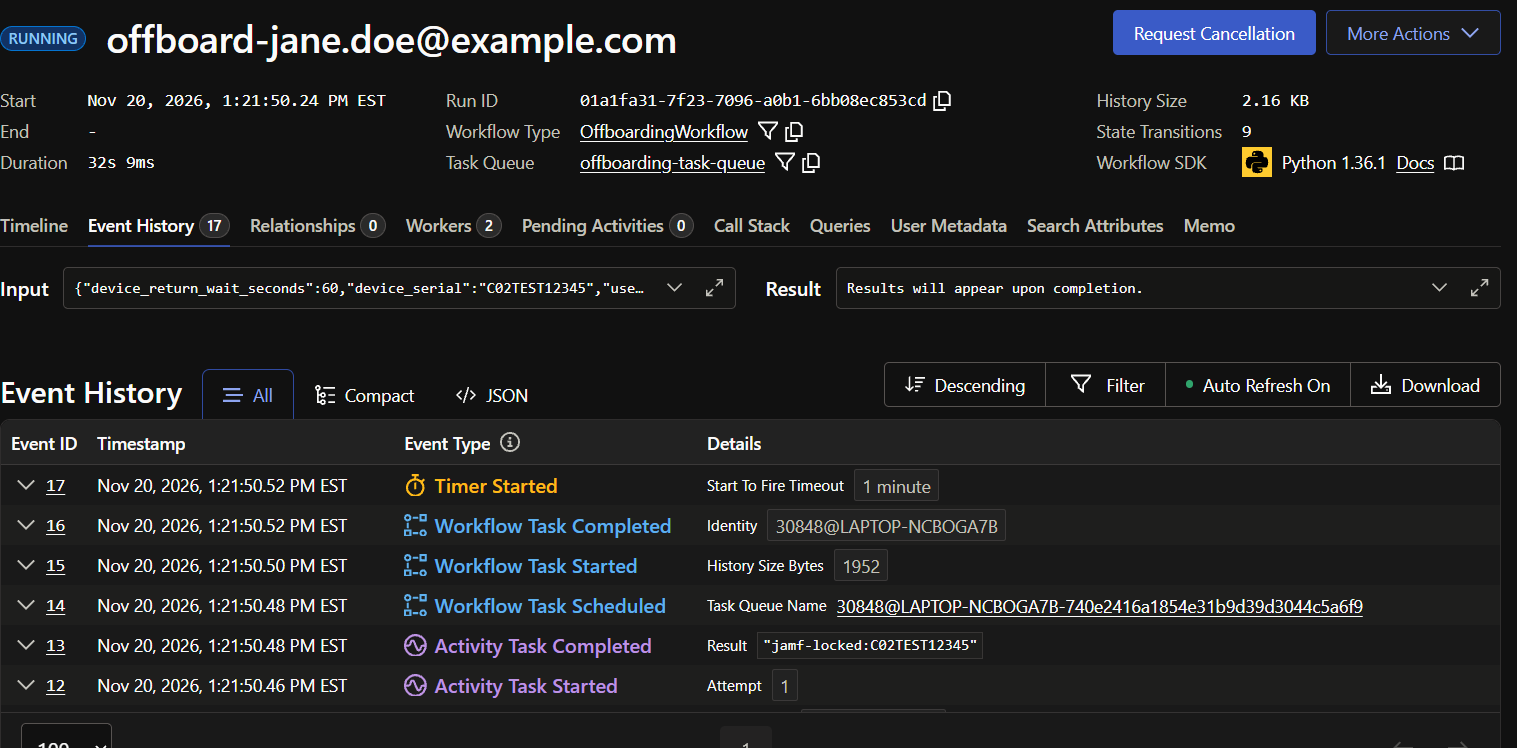 RUNNING offboard-jane.doe@example.com Request Cancellation More Actions
Start Nov 20, 2026, 1:21:50.24 PM EST Run ID 01a1fa31-7f23-7096-a0b1-6bb08ec853cd History Size 2.16 KB
End - Workflow Type OffboardingWorkflow State Transitions 9
Duration 32s 9ms Task Queue offboarding-task-queue Workflow SDK Python 1.36.1 Docs
Timeline Event History 17 Relationships 0 Workers 2 Pending Activities 0 Call Stack Queries User Metadata Search Attributes Memo
Input {"device_return_wait_seconds":60,"device_serial":"C02TEST12345","use… Result Results will appear upon completion.
Event History All Compact </> JSON Descending Filter Auto Refresh On Download
Event ID Timestamp Event Type Details
17 Nov 20, 2026, 1:21:50.52 PM EST Timer Started Start To Fire Timeout 1 minute
16 Nov 20, 2026, 1:21:50.52 PM EST Workflow Task Completed Identity 30848@LAPTOP-NCBOGA7B
15 Nov 20, 2026, 1:21:50.50 PM EST Workflow Task Started History Size Bytes 1952
14 Nov 20, 2026, 1:21:50.48 PM EST Workflow Task Scheduled Task Queue Name 30848@LAPTOP-NCBOGA7B-740e2416a1854e31b9d39d3044c5a6f9
13 Nov 20, 2026, 1:21:50.48 PM EST Activity Task Completed Result "jamf-locked:C02TEST12345"
12 Nov 20, 2026, 1:21:50.46 PM EST Activity Task Started Attempt 1
100 1